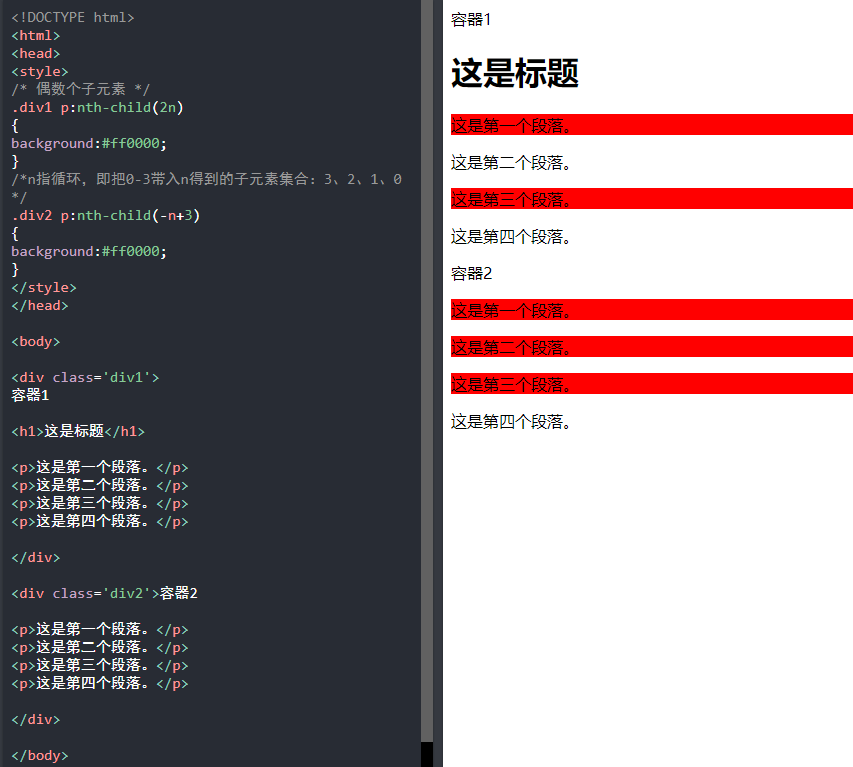 <!DOCTYPE html>
<html>
<head>
<style>
/* 偶数个子元素 */
.div1 p:nth-child(2n)
{
background:#ff0000;
}
/*n指循环，即把0-3带入n得到的子元素集合：3、2、1、0
*/
.div2 p:nth-child(-n+3)
{
background:#ff0000;
}
</style>
</head>
<body>
<div class='div1'>
容器1
<h1>这是标题</h1>
<p>这是第一个段落。</p>
<p>这是第二个段落。</p>
<p>这是第三个段落。</p>
<p>这是第四个段落。</p>
</div>
<div class='div2'>容器2
<p>这是第一个段落。</p>
<p>这是第二个段落。</p>
<p>这是第三个段落。</p>
<p>这是第四个段落。</p>
</div>
</body>
容器1
这是标题
这是第一个段落。
这是第二个段落。
这是第三个段落。
这是第四个段落。
容器2
这是第一个段落。
这是第二个段落。
这是第三个段落。
这是第四个段落。